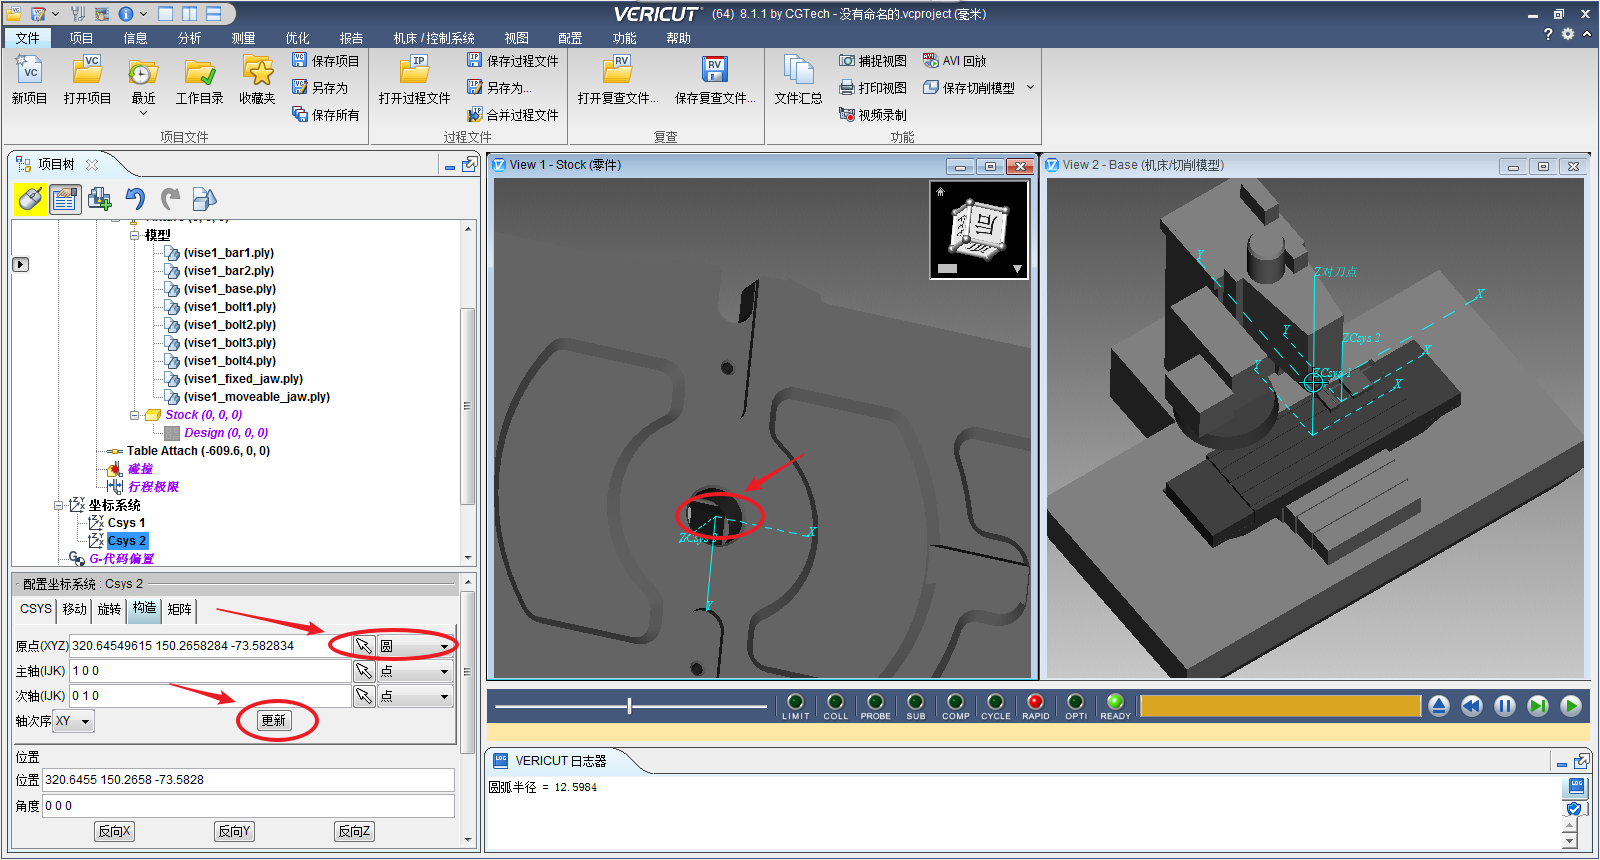 VERICUT (64)  8.1.1 by CGTech - 没有命名的.vcproject (毫米)
文件 项目 信息 分析 测量 优化 报告 机床 / 控制系统 视图 配置 功能 帮助
新项目 打开项目 最近 工作目录 收藏夹
保存项目
另存为
保存所有
项目文件
打开过程文件
保存过程文件
另存为...
合并过程文件
过程文件
打开复查文件... 保存复查文件...
复查
文件汇总
捕捉视图 AVI 回放
打印视图 保存切削模型
视频录制
功能
项目树
模型
(vise1_bar1.ply)
(vise1_bar2.ply)
(vise1_base.ply)
(vise1_bolt1.ply)
(vise1_bolt2.ply)
(vise1_bolt3.ply)
(vise1_bolt4.ply)
(vise1_fixed_jaw.ply)
(vise1_moveable_jaw.ply)
Stock (0, 0, 0)
Design (0, 0, 0)
Table Attach (-609.6, 0, 0)
碰撞
行程极限
坐标系统
Csys 1
Csys 2
G-代码偏置
配置坐标系统 : Csys 2
CSYS 移动 旋转 构造 矩阵
原点(XYZ) 320.64549615 150.2658284 -73.582834 圆
主轴(IJK) 1 0 0 点
次轴(IJK) 0 1 0 点
轴次序 XY 更新
位置
位置 320.6455 150.2658 -73.5828
角度 0 0 0
反向X 反向Y 反向Z
View 1 - Stock (零件)
X
Y
View 2 - Base (机床/切削模型)
Y
Z对刀点
X
Y
ZCsys 2
X
Y
ZCsys 1
X
LIMIT COLL PROBE SUB COMP CYCLE RAPID OPTI READY
VERICUT 日志器
圆弧半径 = 12.5984